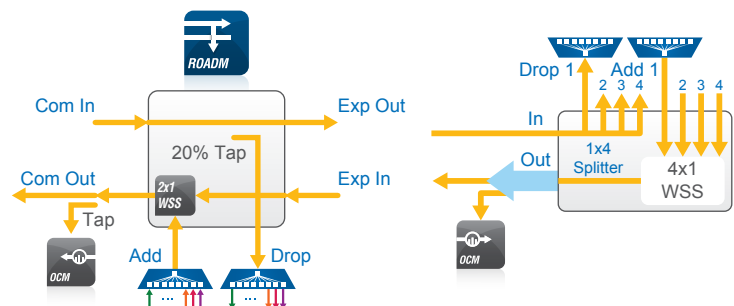 ROADM
Com In
Exp Out
20% Tap
Com Out
2x1
WSS
Exp In
Tap
OCM
Add
Drop
...
...
Drop 1
Add 1
2
3
4
2
3
4
In
Out
1x4
Splitter
4x1
WSS
OCM